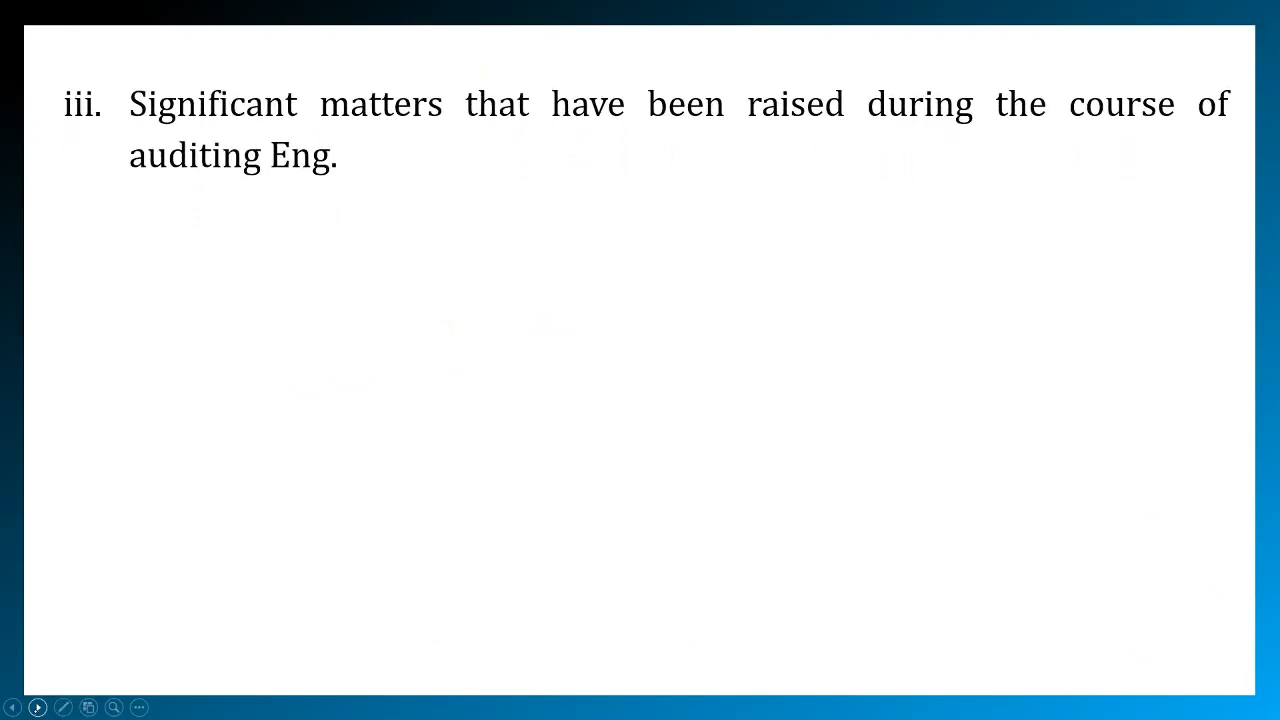 iii. Significant matters that have been raised during the course of
auditing Eng.